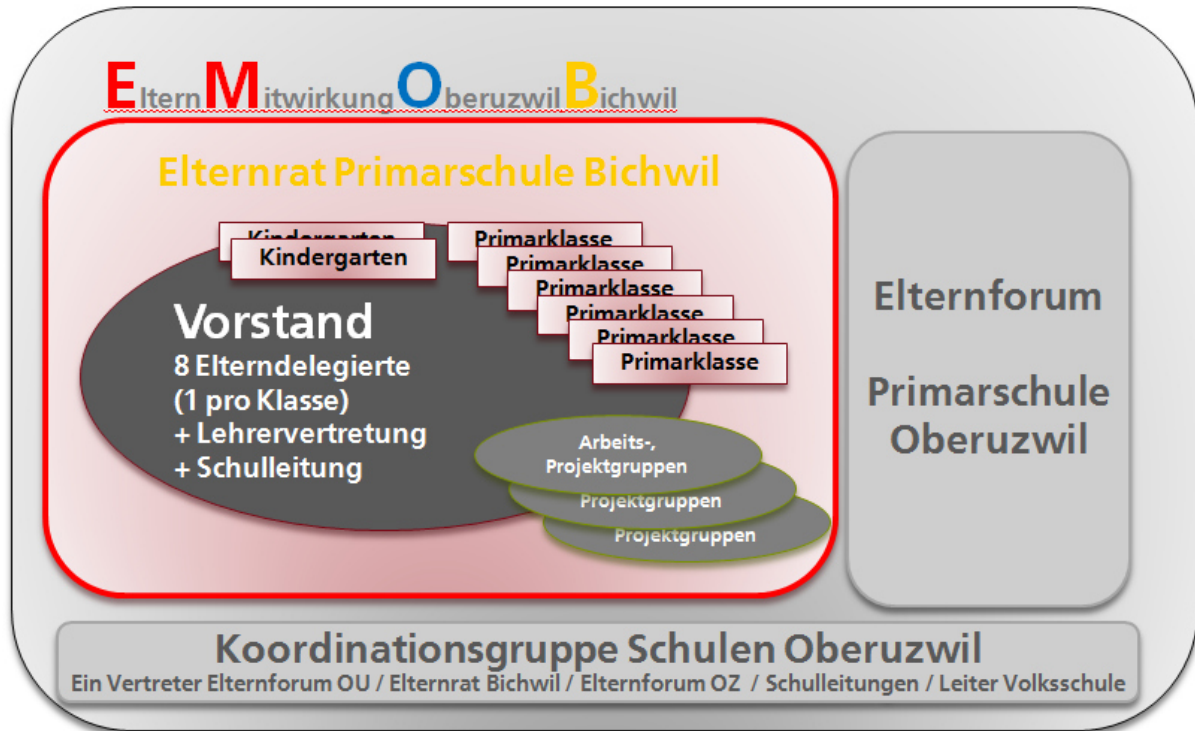 ElternMitwirkungOberuzwilBichwil
Elternrat Primarschule Bichwil
Kindergarten
Kindergarten
Primarklasse
Primarklasse
Primarklasse
Primarklasse
Primarklasse
Primarklasse
Vorstand
8 Elterndelegierte
(1 pro Klasse)
+ Lehrervertretung
+ Schulleitung
Arbeits-,
Projektgruppen
Projektgruppen
Projektgruppen
Elternforum
Primarschule
Oberuzwil
Koordinationsgruppe Schulen Oberuzwil
Ein Vertreter Elternforum OU / Elternrat Bichwil / Elternforum OZ / Schulleitungen / Leiter Volksschule